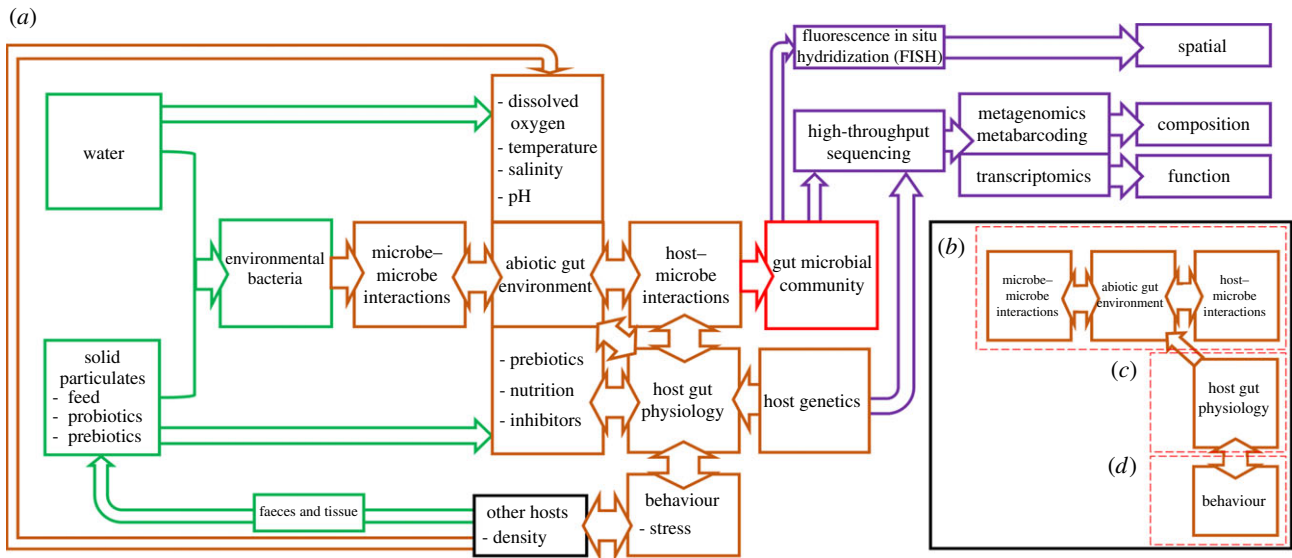 (a)
water
- dissolved
oxygen
- temperature
- salinity
- pH
fluorescence in situ
hydridization (FISH)
spatial
high-throughput
sequencing
metagenomics
metabarcoding
composition
transcriptomics
function
environmental
bacteria
microbe–
microbe
interactions
abiotic gut
environment
host–
microbe
interactions
gut microbial
community
solid
particulates
- feed
- probiotics
- prebiotics
- prebiotics
- nutrition
- inhibitors
host gut
physiology
host genetics
faeces and tissue
other hosts
- density
behaviour
- stress
(b)
microbe–
microbe
interactions
abiotic gut
environment
host–
microbe
interactions
(c)
host gut
physiology
(d)
behaviour